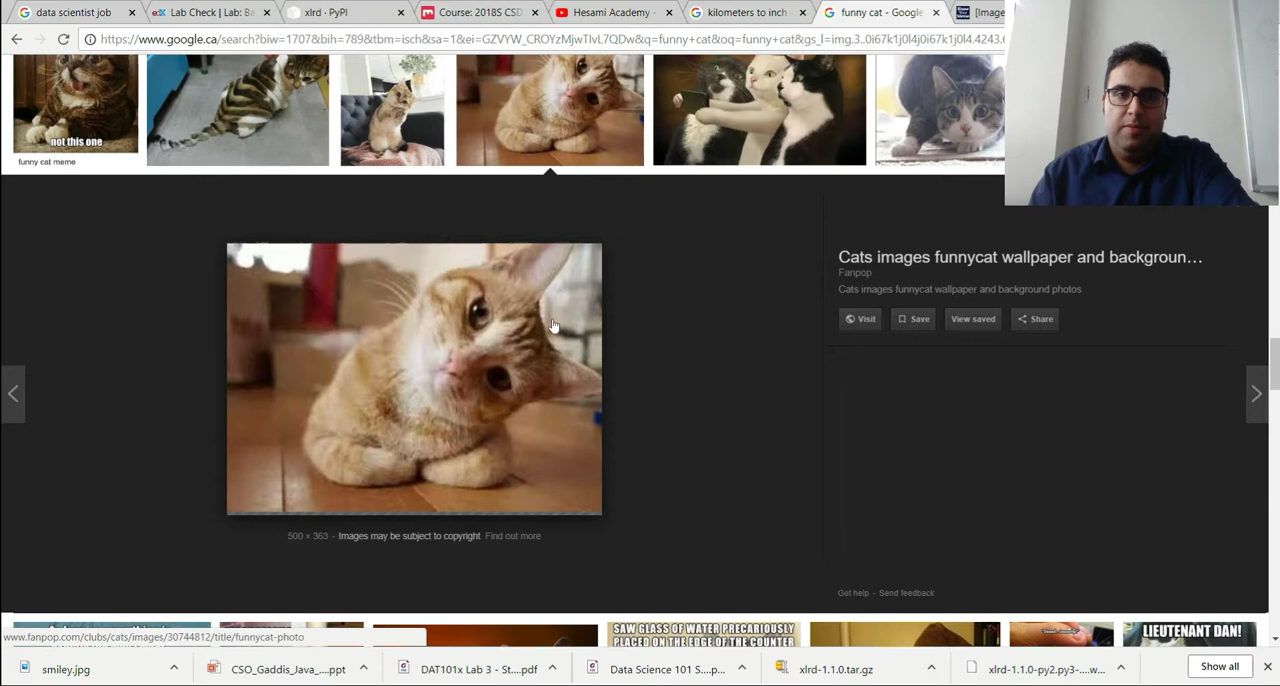 data scientist job
Lab Check | Lab: Ba
xlrd · PyPI
Course: 2018S CSD
Hesami Academy -
kilometers to inch
funny cat - Google
[Image
https://www.google.ca/search?biw=1707&bih=789&tbm=isch&sa=1&ei=GZVYW_CROYzMjwTIvL7QDw&q=funny+cat&oq=funny+cat&gs_l=img.3..0i67k1j0l4j0i67k1j0l4.4243.6
not this one
funny cat meme
Cats images funnycat wallpaper and backgroun…
Fanpop
Cats images funnycat wallpaper and background photos
Visit
Save
View saved
Share
500 × 363 - Images may be subject to copyright Find out more
Get help - Send feedback
SAW GLASS OF WATER PRECARIOUSLY
PLACED ON THE EDGE OF THE COUNTER
LIEUTENANT DAN!
www.fanpop.com/clubs/cats/images/30744812/title/funnycat-photo
smiley.jpg
CSO_Gaddis_Java_....ppt
DAT101x Lab 3 - St....pdf
Data Science 101 S....p...
xlrd-1.1.0.tar.gz
xlrd-1.1.0-py2.py3-....w...
Show all